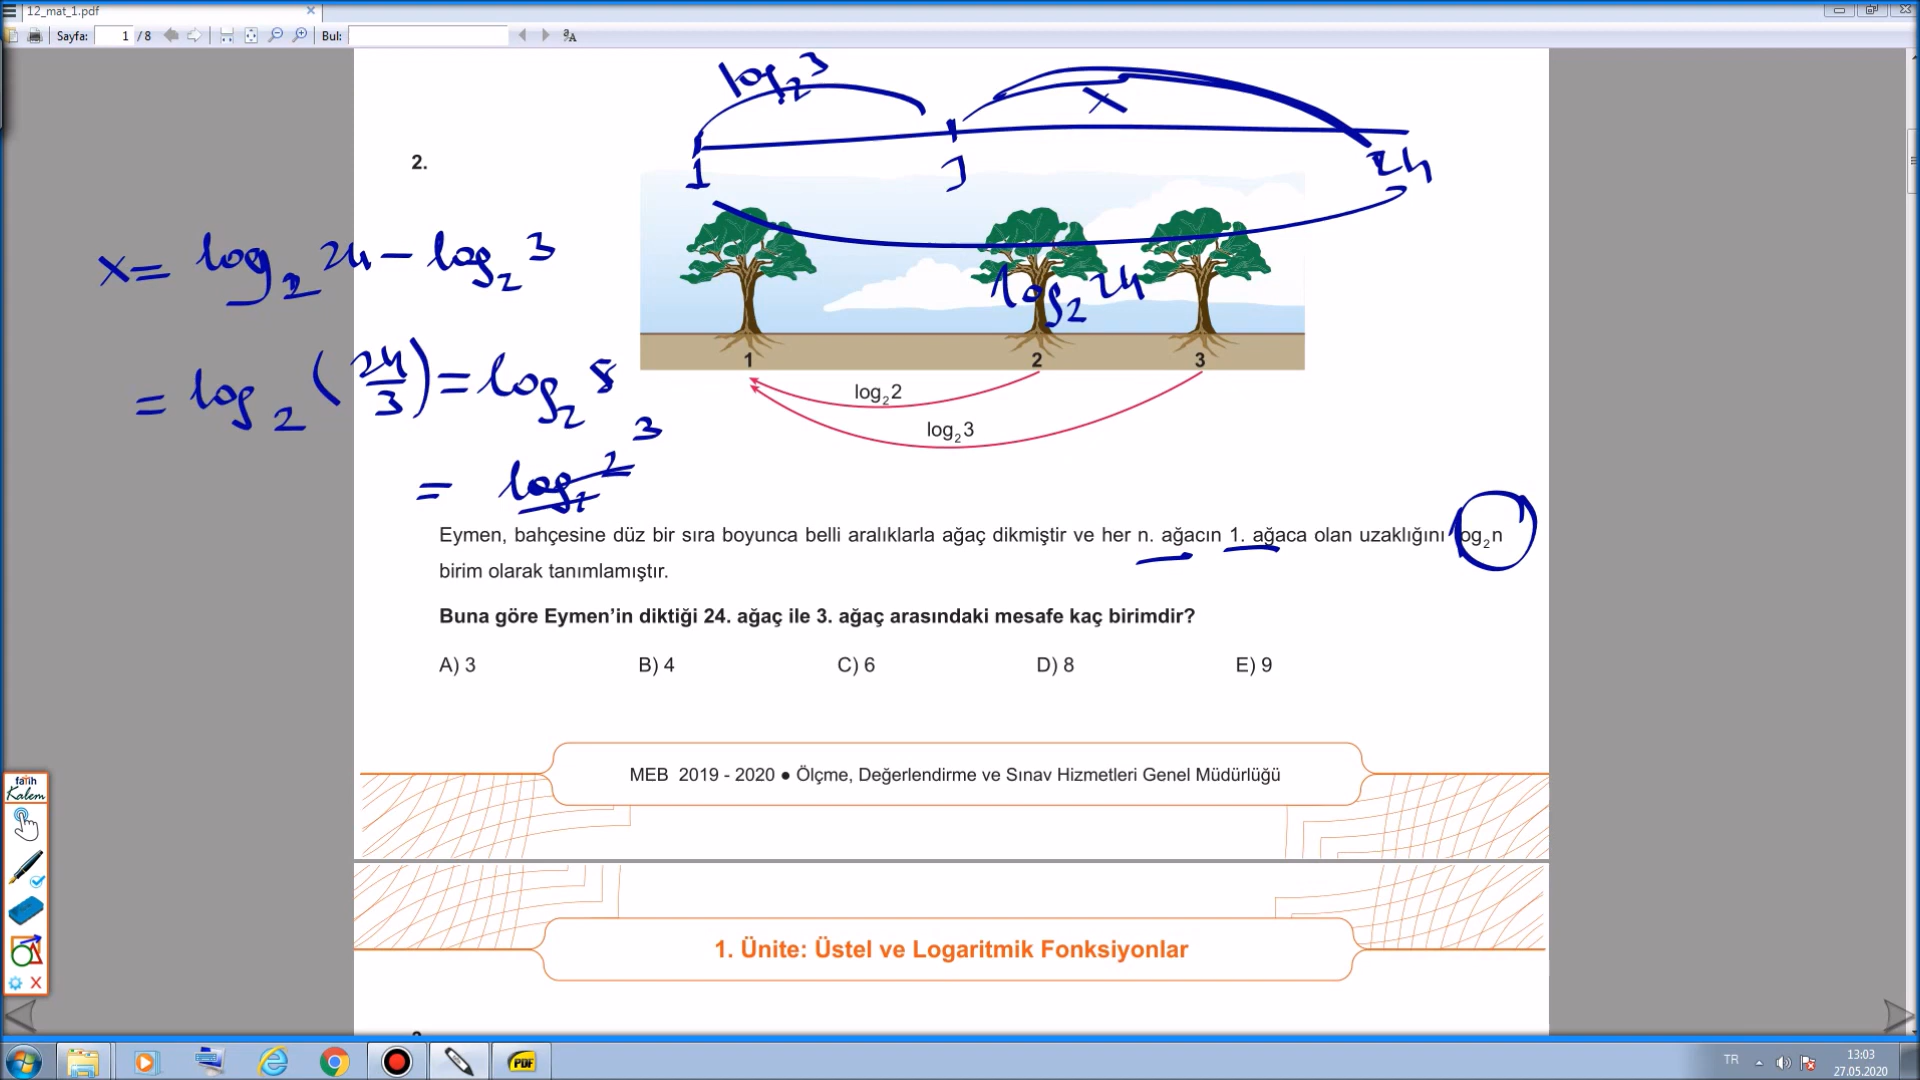 12_mat_1.pdf
Sayfa: 1 / 8 Bul:
log₂3
x
1 3 24
2.
x = log₂24 - log₂3
log₂24
= log₂(24/3) = log₂8
1 2 3
log₂2
log₂3
= log₂2³
Eymen, bahçesine düz bir sıra boyunca belli aralıklarla ağaç dikmiştir ve her n. ağacın 1. ağaca olan uzaklığını log₂n
birim olarak tanımlamıştır.
Buna göre Eymen'in diktiği 24. ağaç ile 3. ağaç arasındaki mesafe kaç birimdir?
A) 3 B) 4 C) 6 D) 8 E) 9
MEB 2019 - 2020 ● Ölçme, Değerlendirme ve Sınav Hizmetleri Genel Müdürlüğü
fatih
Kalem
1. Ünite: Üstel ve Logaritmik Fonksiyonlar
PDF
TR
13:03
27.05.2020